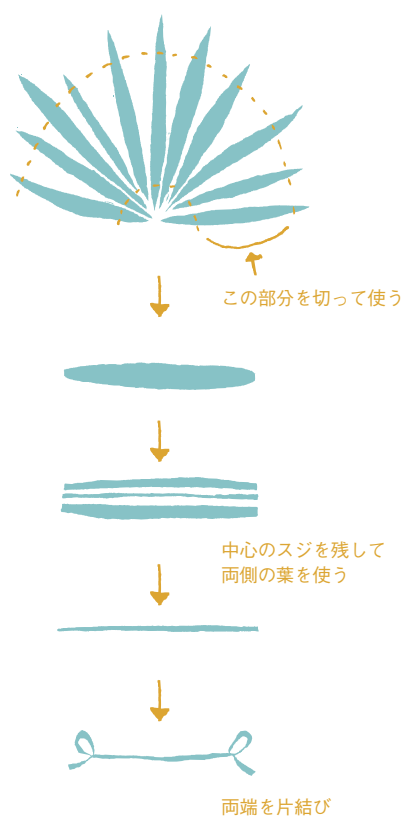 この部分を切って使う
中心のスジを残して
両側の葉を使う
両端を片結び